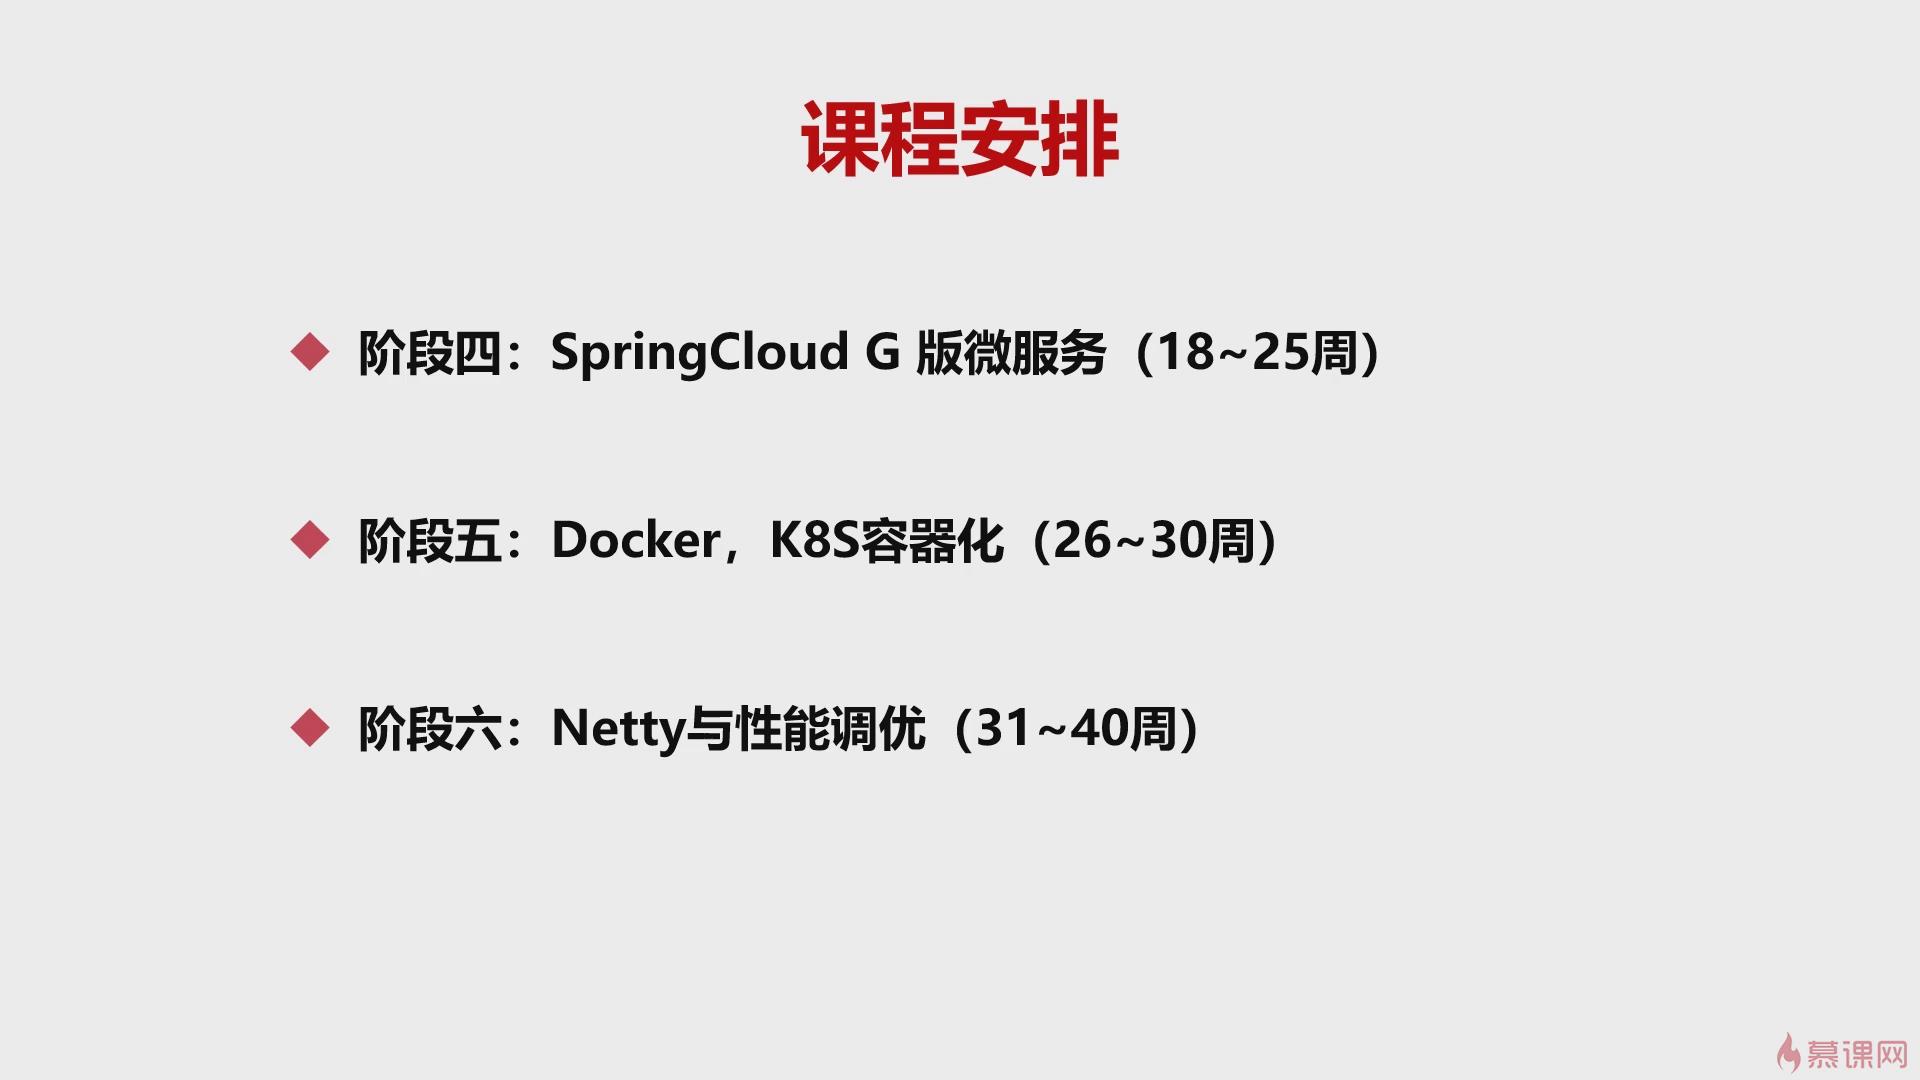 课程安排
阶段四：SpringCloud G 版微服务（18~25周）
阶段五：Docker，K8S容器化（26~30周）
阶段六：Netty与性能调优（31~40周）
慕课网